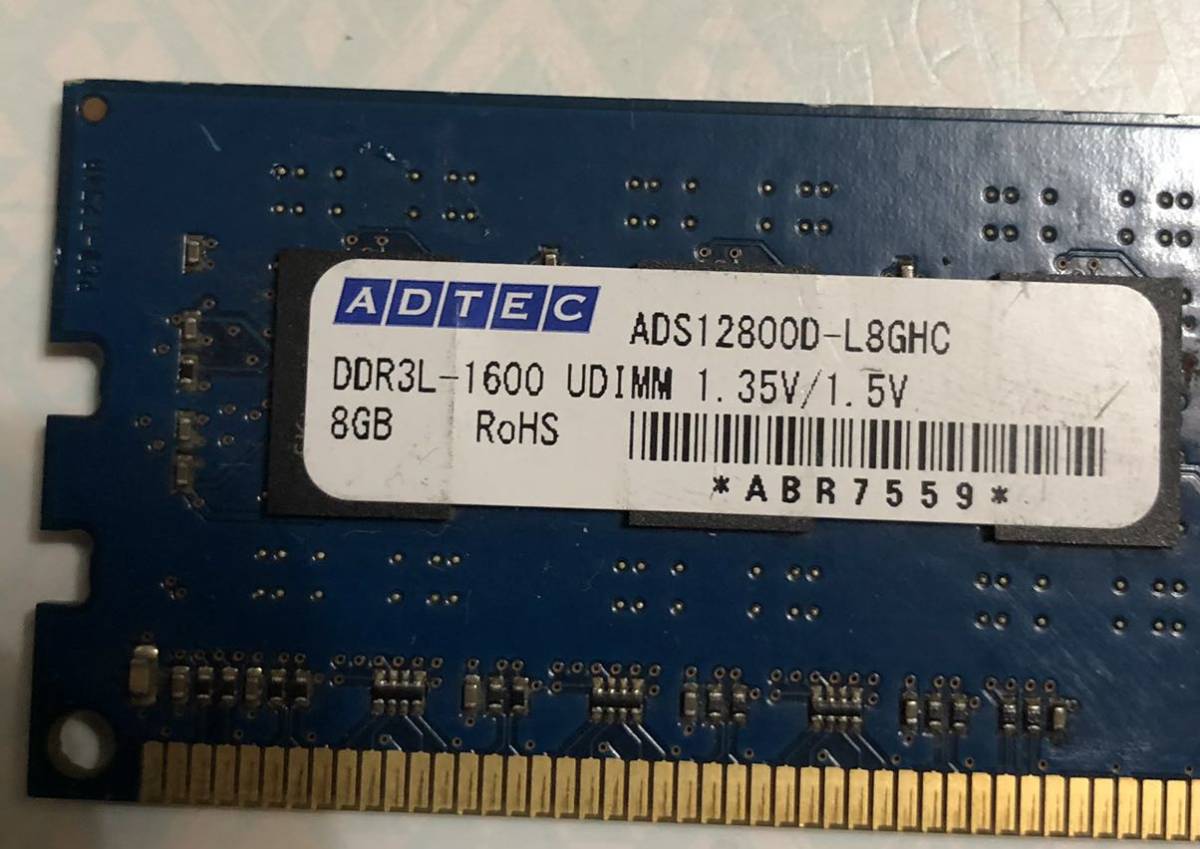 ADTEC
ADS12800D-L8GHC
DDR3L-1600 UDIMM 1.35V/1.5V
8GB RoHS
*ABR7559*